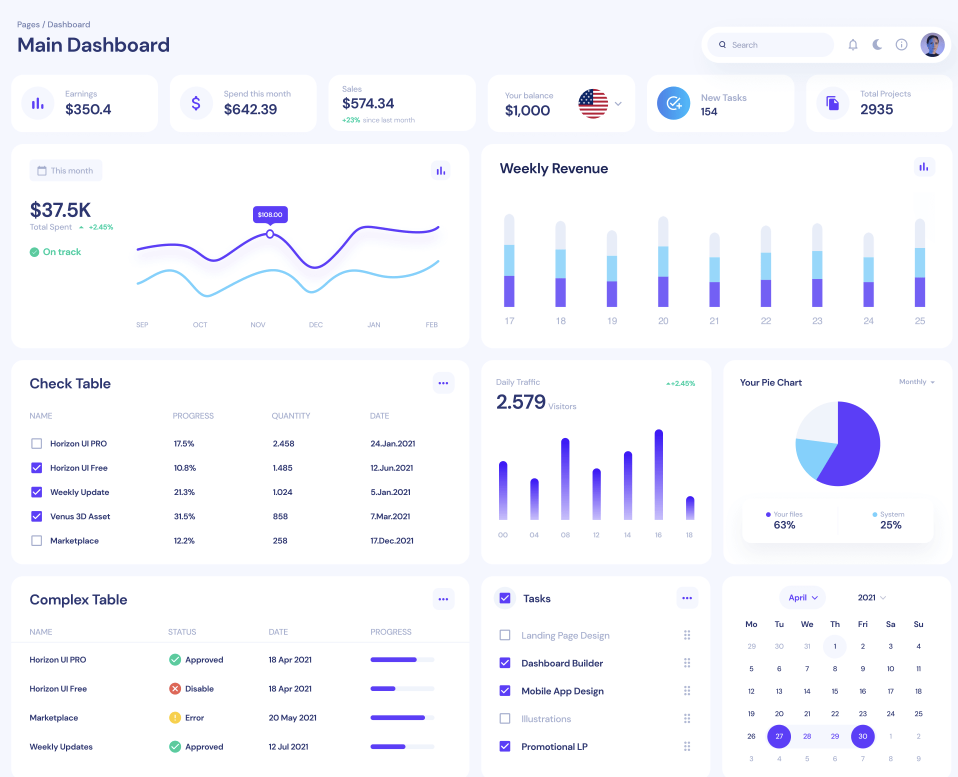 Pages / Dashboard
Main Dashboard
Search
Earnings
$350.4
Spend this month
$642.39
Sales
$574.34
+23% since last month
Your balance
$1,000
New Tasks
154
Total Projects
2935
This month
$37.5K
Total Spent +2.45%
On track
$108.00
SEP OCT NOV DEC JAN FEB
Weekly Revenue
17 18 19 20 21 22 23 24 25
Check Table
NAME PROGRESS QUANTITY DATE
Horizon UI PRO 17.5% 2.458 24.Jan.2021
Horizon UI Free 10.8% 1.485 12.Jun.2021
Weekly Update 21.3% 1.024 5.Jan.2021
Venus 3D Asset 31.5% 858 7.Mar.2021
Marketplace 12.2% 258 17.Dec.2021
Daily Traffic
+2.45%
2.579 Visitors
00 04 08 12 14 16 18
Your Pie Chart
Monthly
Your files
63%
System
25%
Complex Table
NAME STATUS DATE PROGRESS
Horizon UI PRO Approved 18 Apr 2021
Horizon UI Free Disable 18 Apr 2021
Marketplace Error 20 May 2021
Weekly Updates Approved 12 Jul 2021
Tasks
Landing Page Design
Dashboard Builder
Mobile App Design
Illustrations
Promotional LP
April 2021
Mo Tu We Th Fri Sa Su
29 30 31 1 2 3 4
5 6 7 8 9 10 11
12 13 14 15 16 17 18
19 20 21 22 23 24 25
26 27 28 29 30 1 2
3 4 5 6 7 8 9